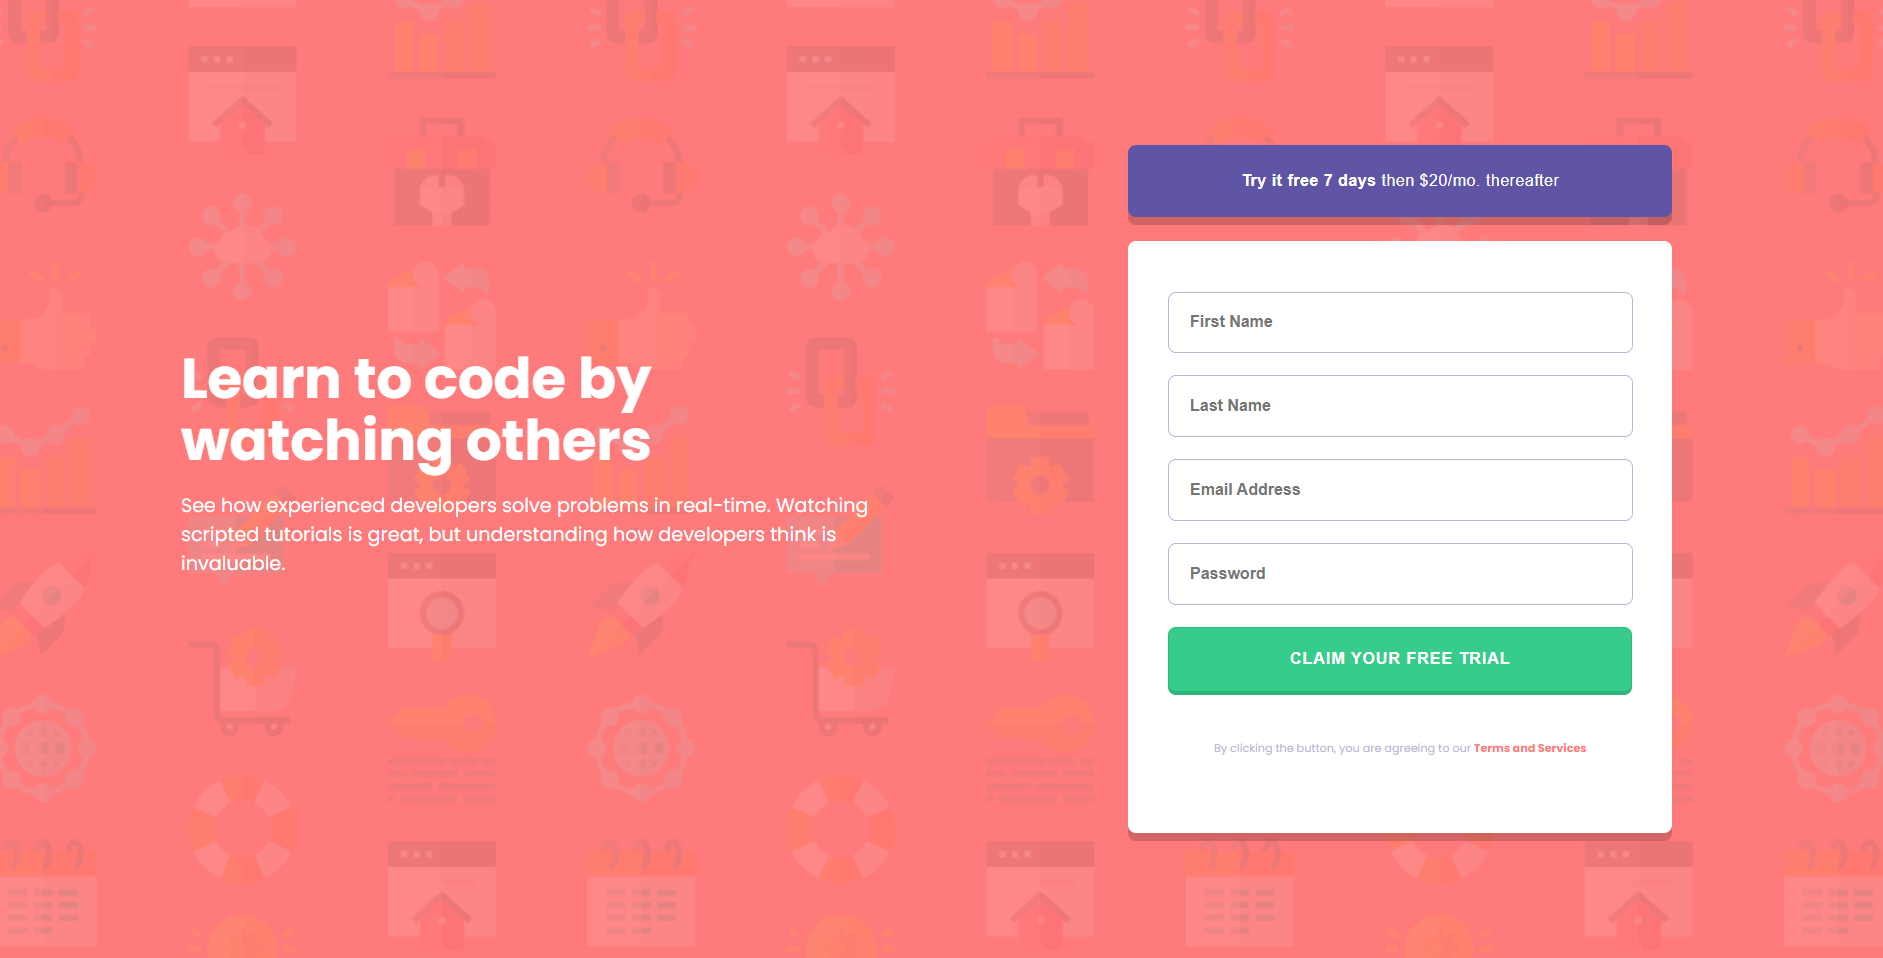 Learn to code by
watching others
See how experienced developers solve problems in real-time. Watching
scripted tutorials is great, but understanding how developers think is
invaluable.
Try it free 7 days then $20/mo. thereafter
First Name
Last Name
Email Address
Password
CLAIM YOUR FREE TRIAL
By clicking the button, you are agreeing to our Terms and Services